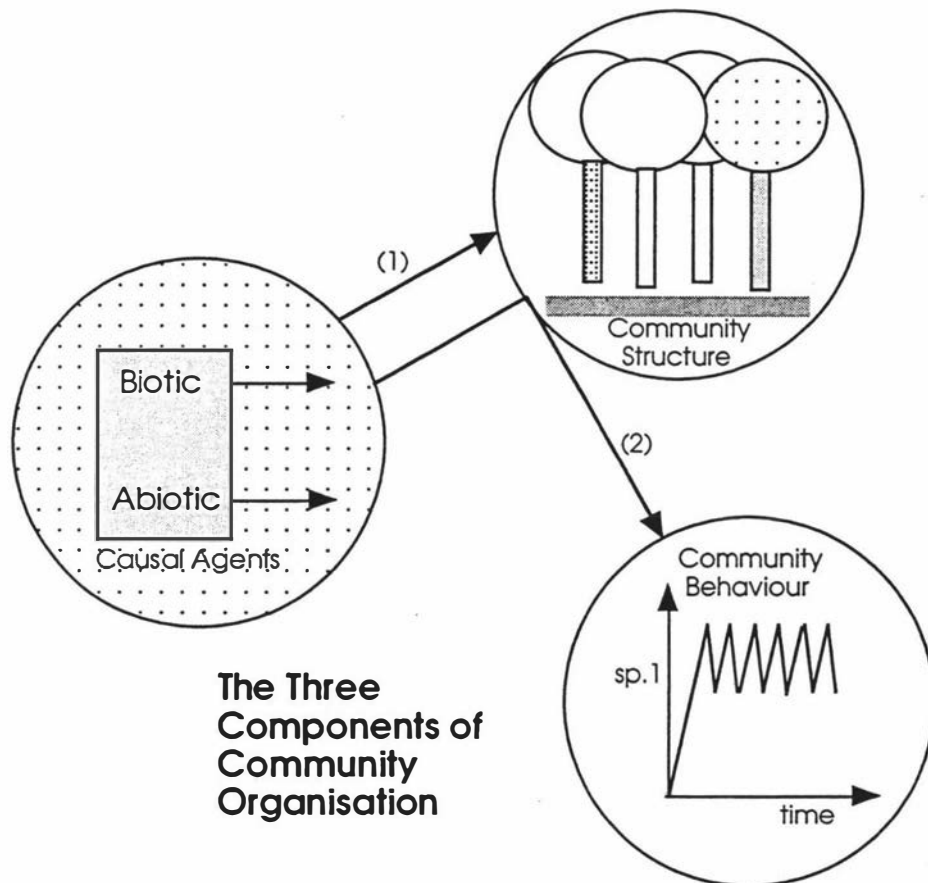 (1)
Community
Structure
Biotic
Abiotic
Causal Agents
(2)
Community
Behaviour
sp.1
time
The Three
Components of
Community
Organisation